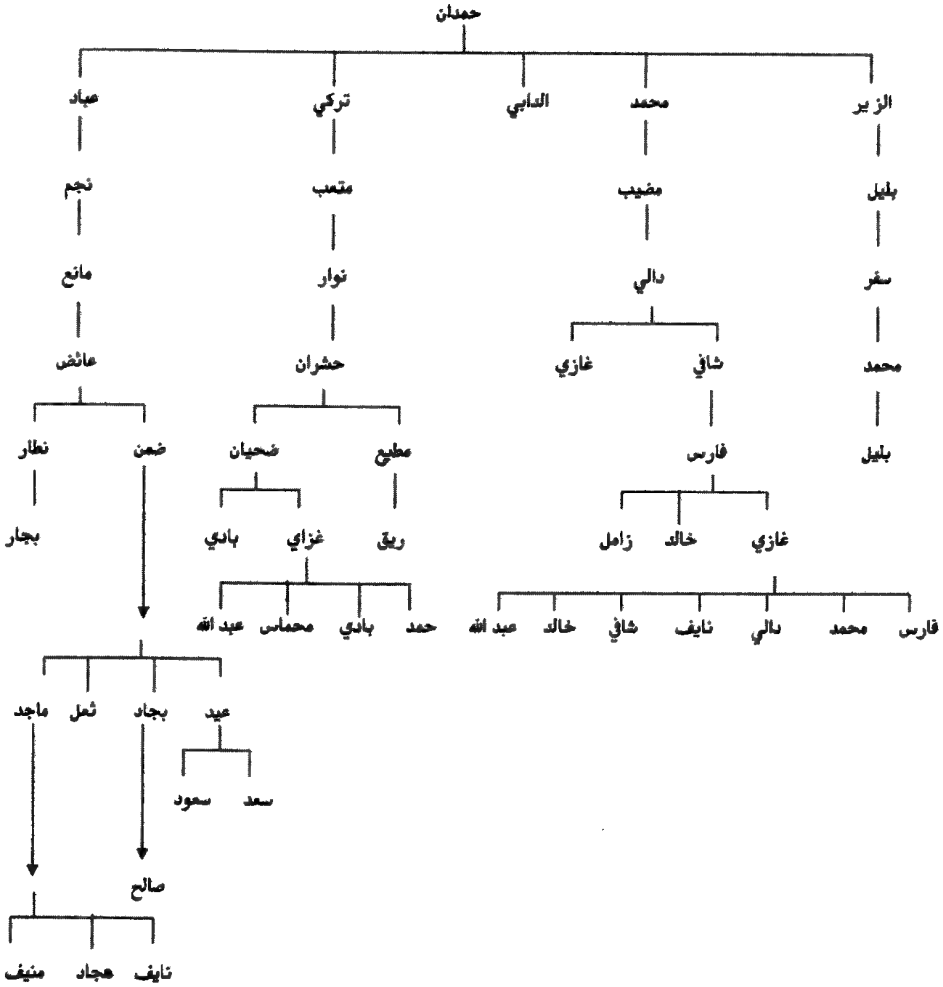 حمدان
الزير محمد الدابي تركي عباد
بليل مضيب متعب نجم
سفر دالي نوار مانع
محمد شافي غازي حشران عائض
بليل فارس مطيع ضحيان ضمن نطار
غازي خالد زامل ريق غزاي بادي بجار
فارس محمد دالي نايف شافي خالد عبد الله حمد بادي محماس عبد الله
عيد بجاد ثعل ماجد
سعد سعود
صالح
نايف هجاد منيف